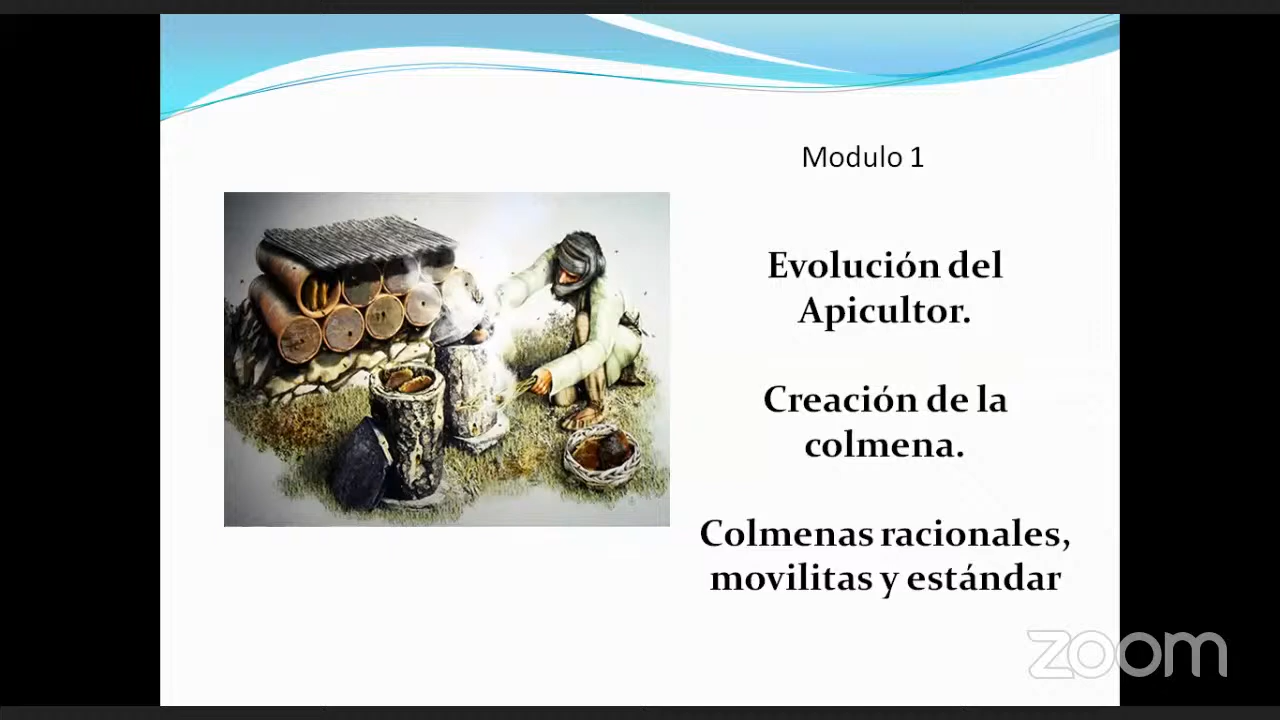 Modulo 1
Evolución del
Apicultor.
Creación de la
colmena.
Colmenas racionales,
movilitas y estándar
zoom